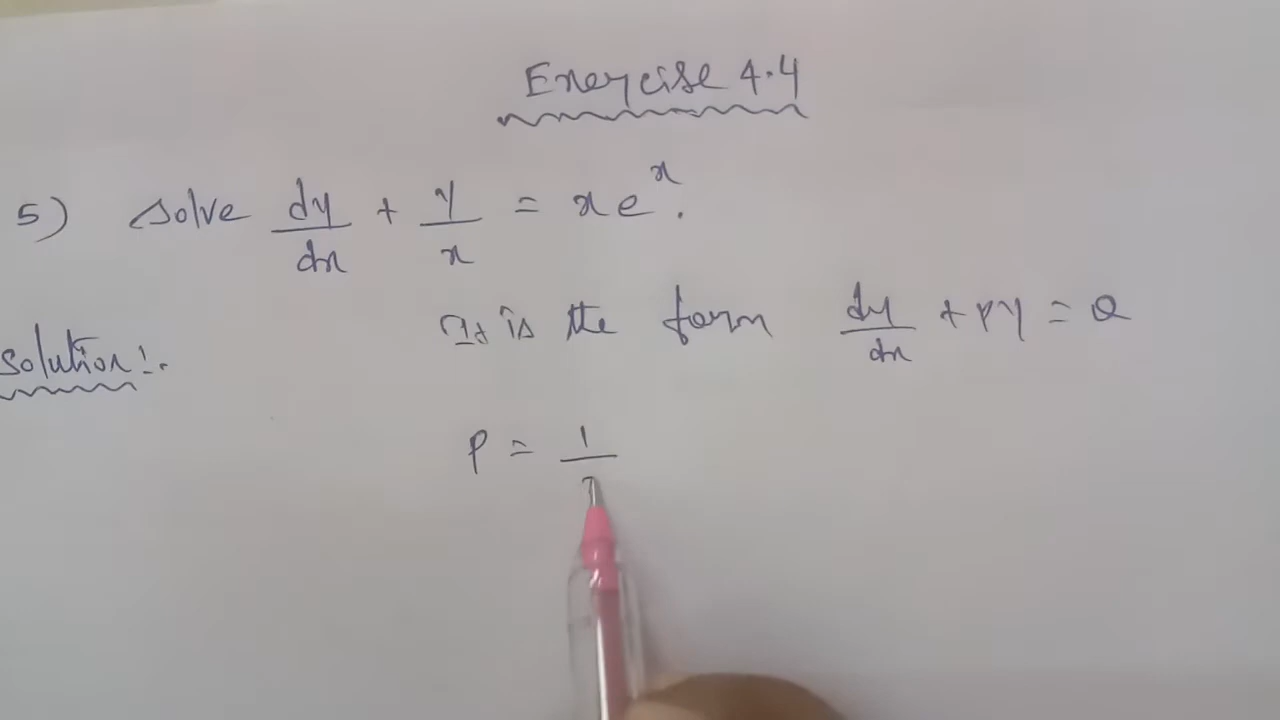 Exercise 4.4
5) Solve dy/dx + y/x = xe^x.
Solution:- It is the form dy/dx + Py = Q
P = 1/